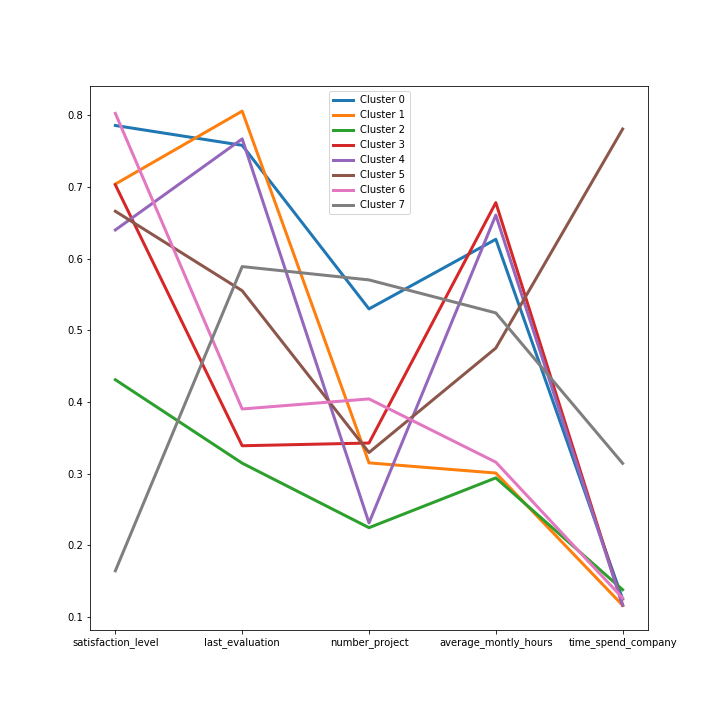 Cluster 0
Cluster 1
Cluster 2
Cluster 3
Cluster 4
Cluster 5
Cluster 6
Cluster 7
0.8
0.7
0.6
0.5
0.4
0.3
0.2
0.1
satisfaction_level last_evaluation number_project average_montly_hours time_spend_company